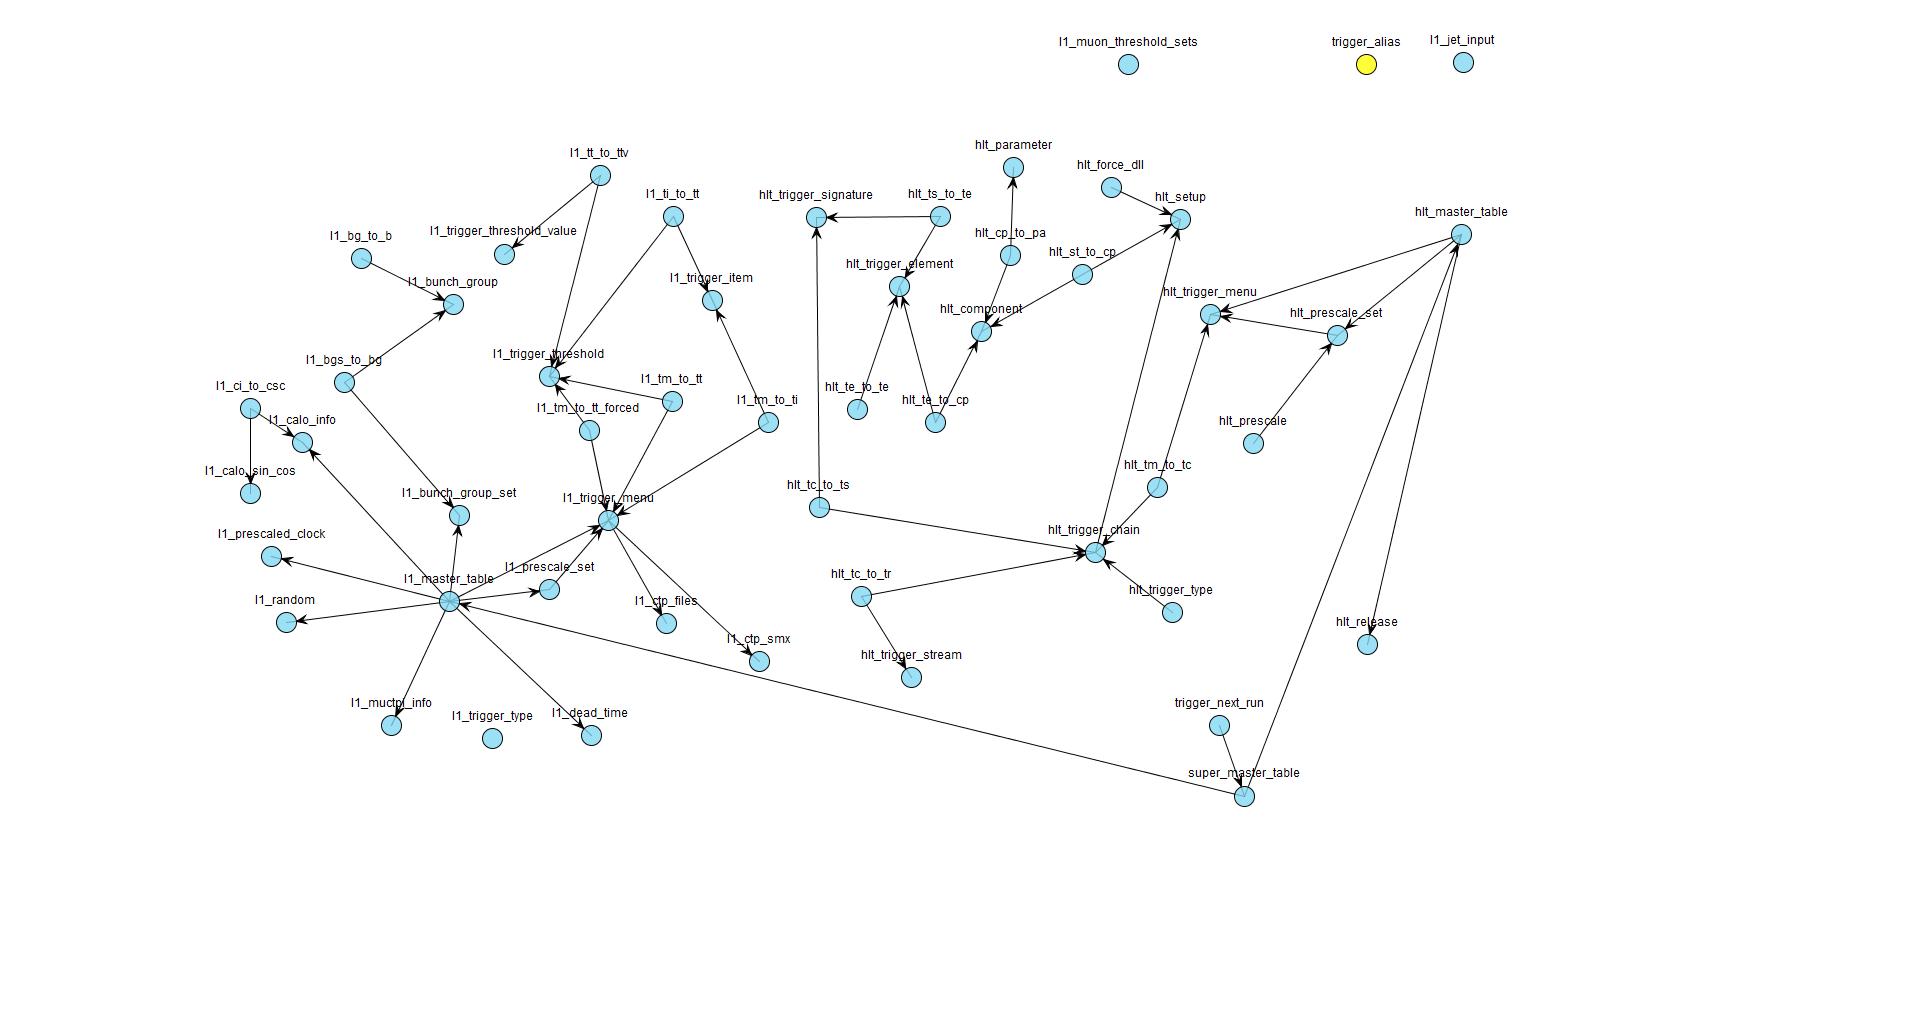 l1_jet_input
l1_muon_threshold_sets
trigger_alias
hlt_parameter
l1_tt_to_ttv
hlt_force_dll
l1_ti_to_tt
hlt_trigger_signature
hlt_ts_to_te
hlt_setup
hlt_master_table
l1_bg_to_b
l1_trigger_threshold_value
hlt_cp_to_pa
hlt_st_to_cp
hlt_trigger_element
l1_bunch_group
l1_trigger_item
hlt_trigger_menu
hlt_component
hlt_prescale_set
l1_bgs_to_bg
l1_trigger_threshold
l1_ci_to_csc
l1_tm_to_tt
hlt_te_to_te
l1_tm_to_ti
hlt_te_to_cp
l1_tm_to_tt_forced
l1_calo_info
hlt_prescale
l1_calo_sin_cos
hlt_tm_to_tc
hlt_tc_to_ts
l1_bunch_group_set
l1_trigger_menu
l1_prescaled_clock
hlt_trigger_chain
l1_prescale_set
hlt_tc_to_tr
l1_master_table
hlt_trigger_type
l1_random
l1_ctp_files
hlt_release
l1_ctp_smx
hlt_trigger_stream
l1_muctpi_info
trigger_next_run
l1_trigger_type
l1_dead_time
super_master_table